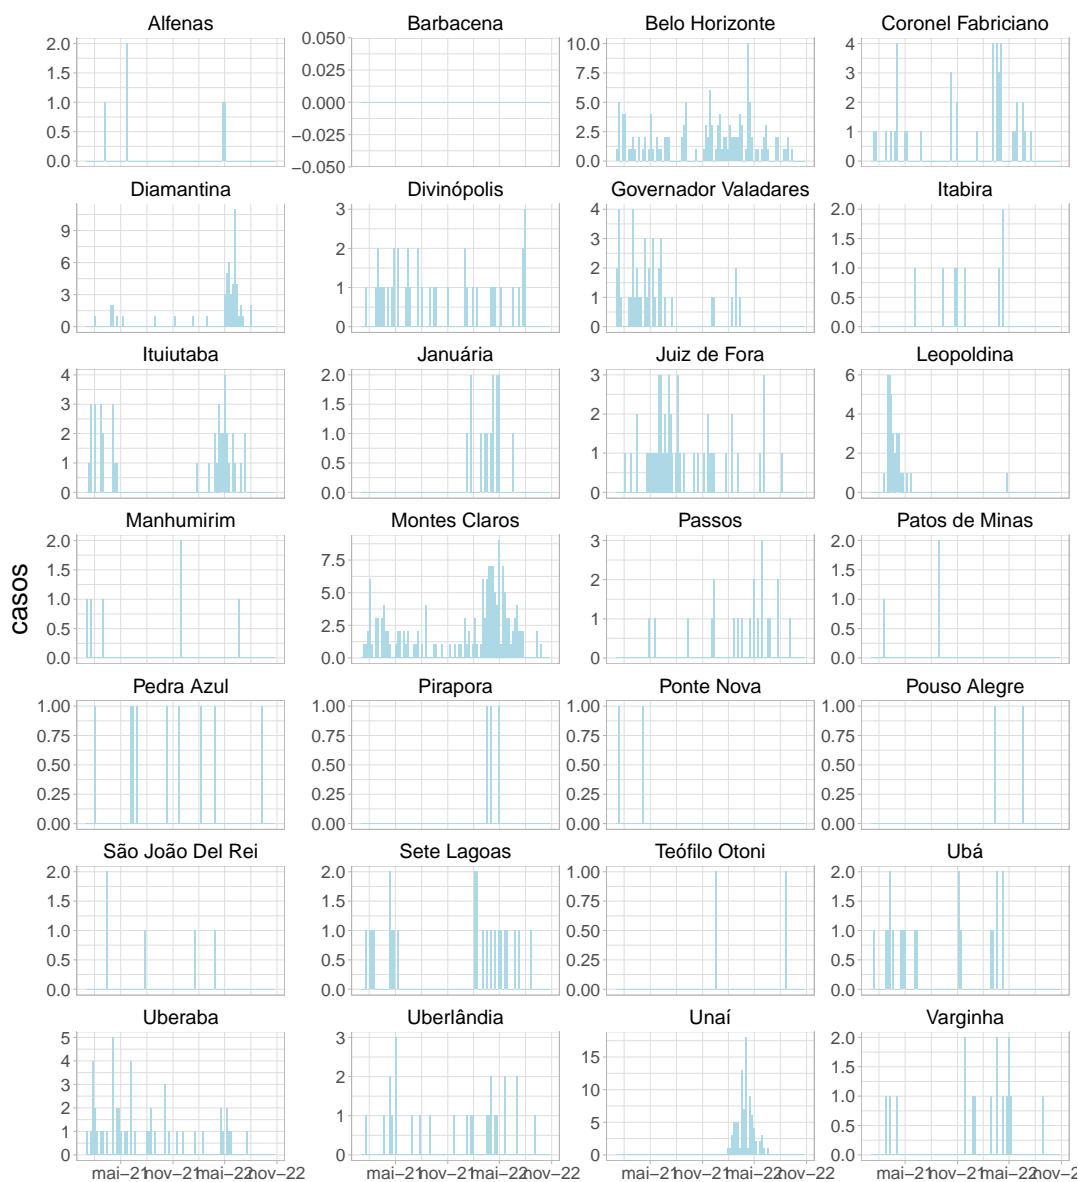 Alfenas Barbacena Belo Horizonte Coronel Fabriciano
2.0 0.050 10.0 4
1.5 0.025 7.5 3
1.0 0.000 5.0 2
0.5 −0.025 2.5 1
0.0 −0.050 0.0 0
Diamantina Divinópolis Governador Valadares Itabira
9 3 4 2.0
6 2 3 1.5
3 1 2 1.0
0 0 1 0.5
0 0.0
Ituiutaba Januária Juiz de Fora Leopoldina
4 2.0 3 6
3 1.5 2 4
2 1.0 1 2
1 0.5 0 0
0 0.0
Manhumirim Montes Claros Passos Patos de Minas
2.0 7.5 3 2.0
1.5 5.0 2 1.5
1.0 2.5 1 1.0
0.5 0.0 0 0.5
0.0 0.0
casos
Pedra Azul Pirapora Ponte Nova Pouso Alegre
1.00 1.00 1.00 1.00
0.75 0.75 0.75 0.75
0.50 0.50 0.50 0.50
0.25 0.25 0.25 0.25
0.00 0.00 0.00 0.00
São João Del Rei Sete Lagoas Teófilo Otoni Ubá
2.0 2.0 1.00 2.0
1.5 1.5 0.75 1.5
1.0 1.0 0.50 1.0
0.5 0.5 0.25 0.5
0.0 0.0 0.00 0.0
Uberaba Uberlândia Unaí Varginha
5 3 15 2.0
4 2 10 1.5
3 1 5 1.0
2 0 0 0.5
1 0.0
0
mai−21 nov−21 mai−22 nov−22 mai−21 nov−21 mai−22 nov−22 mai−21 nov−21 mai−22 nov−22 mai−21 nov−21 mai−22 nov−2